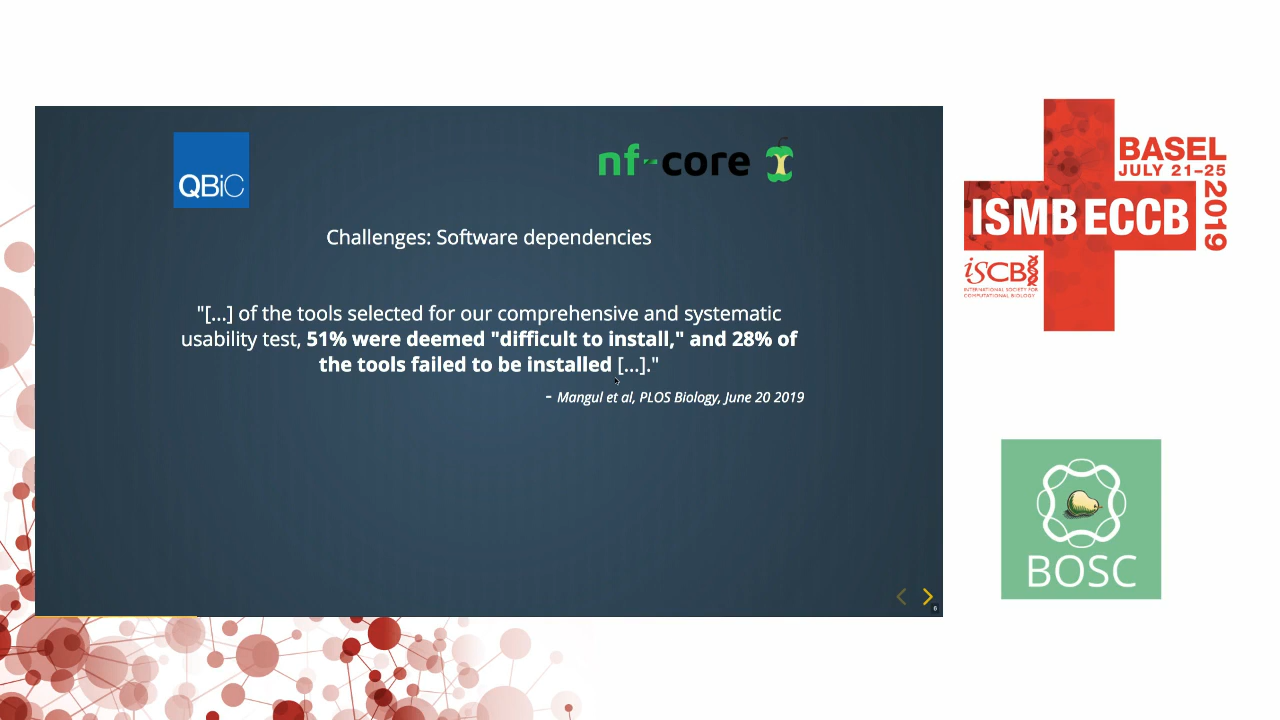 QBiC
nf-core
Challenges: Software dependencies
"[...] of the tools selected for our comprehensive and systematic
usability test, 51% were deemed "difficult to install," and 28% of
the tools failed to be installed [...]."
- Mangul et al, PLOS Biology, June 20 2019
6
BASEL
JULY 21–25
2019
ISMB ECCB
iSCB
INTERNATIONAL SOCIETY FOR
COMPUTATIONAL BIOLOGY
BOSC